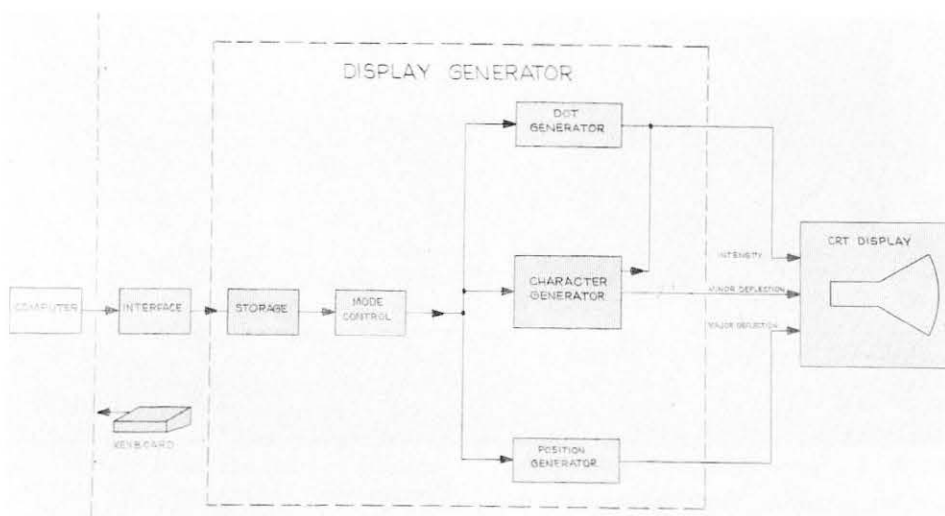 DISPLAY GENERATOR
DOT
GENERATOR
CRT DISPLAY
INTENSITY
CHARACTER
GENERATOR
MINOR DEFLECTION
COMPUTER
INTERFACE
STORAGE
MODE
CONTROL
MAJOR DEFLECTION
KEYBOARD
POSITION
GENERATOR